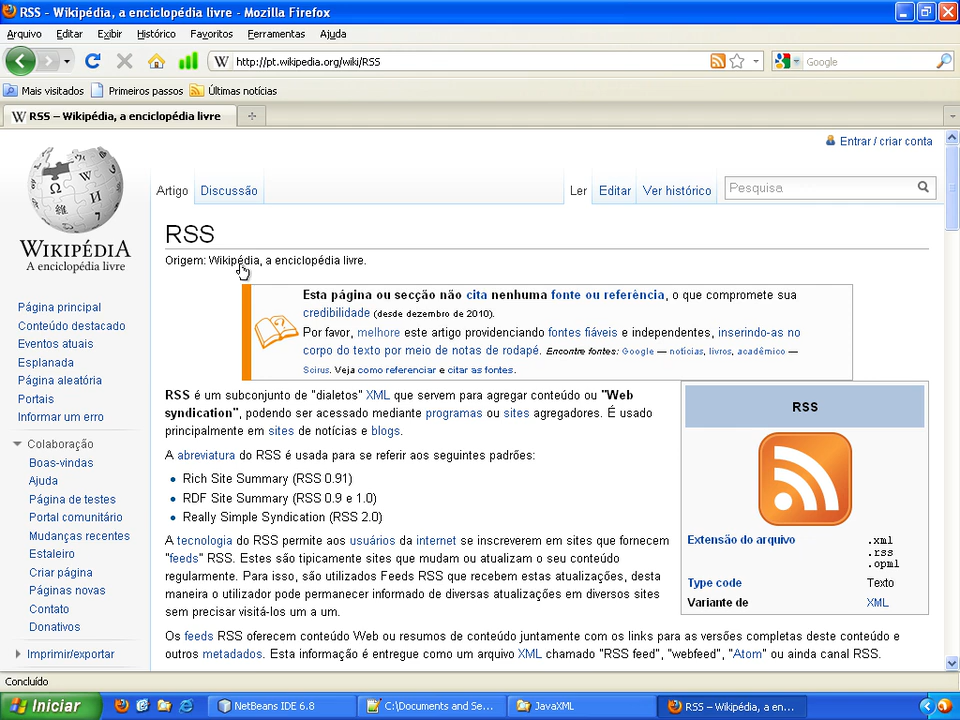 RSS - Wikipédia, a enciclopédia livre - Mozilla Firefox
Arquivo Editar Exibir Histórico Favoritos Ferramentas Ajuda
W http://pt.wikipedia.org/wiki/RSS Google
Mais visitados Primeiros passos Últimas notícias
W RSS – Wikipédia, a enciclopédia livre
Entrar / criar conta
Artigo Discussão Ler Editar Ver histórico Pesquisa
WIKIPÉDIA
A enciclopédia livre
RSS
Origem: Wikipédia, a enciclopédia livre.
Esta página ou secção não cita nenhuma fonte ou referência, o que compromete sua
credibilidade (desde dezembro de 2010).
Por favor, melhore este artigo providenciando fontes fiáveis e independentes, inserindo-as no
corpo do texto por meio de notas de rodapé. Encontre fontes: Google — notícias, livros, acadêmico —
Scirus. Veja como referenciar e citar as fontes.
Página principal
Conteúdo destacado
Eventos atuais
Esplanada
Página aleatória
Portais
Informar um erro
Colaboração
Boas-vindas
Ajuda
Página de testes
Portal comunitário
Mudanças recentes
Estaleiro
Criar página
Páginas novas
Contato
Donativos
Imprimir/exportar
RSS é um subconjunto de "dialetos" XML que servem para agregar conteúdo ou "Web
syndication", podendo ser acessado mediante programas ou sites agregadores. É usado
principalmente em sites de notícias e blogs.
A abreviatura do RSS é usada para se referir aos seguintes padrões:
Rich Site Summary (RSS 0.91)
RDF Site Summary (RSS 0.9 e 1.0)
Really Simple Syndication (RSS 2.0)
A tecnologia do RSS permite aos usuários da internet se inscreverem em sites que fornecem
"feeds" RSS. Estes são tipicamente sites que mudam ou atualizam o seu conteúdo
regularmente. Para isso, são utilizados Feeds RSS que recebem estas atualizações, desta
maneira o utilizador pode permanecer informado de diversas atualizações em diversos sites
sem precisar visitá-los um a um.
Os feeds RSS oferecem conteúdo Web ou resumos de conteúdo juntamente com os links para as versões completas deste conteúdo e
outros metadados. Esta informação é entregue como um arquivo XML chamado "RSS feed", "webfeed", "Atom" ou ainda canal RSS.
RSS
Extensão do arquivo .xml
.rss
.opml
Type code Texto
Variante de XML
Concluído
Iniciar NetBeans IDE 6.8 C:\Documents and Se... JavaXML RSS – Wikipédia, a en...